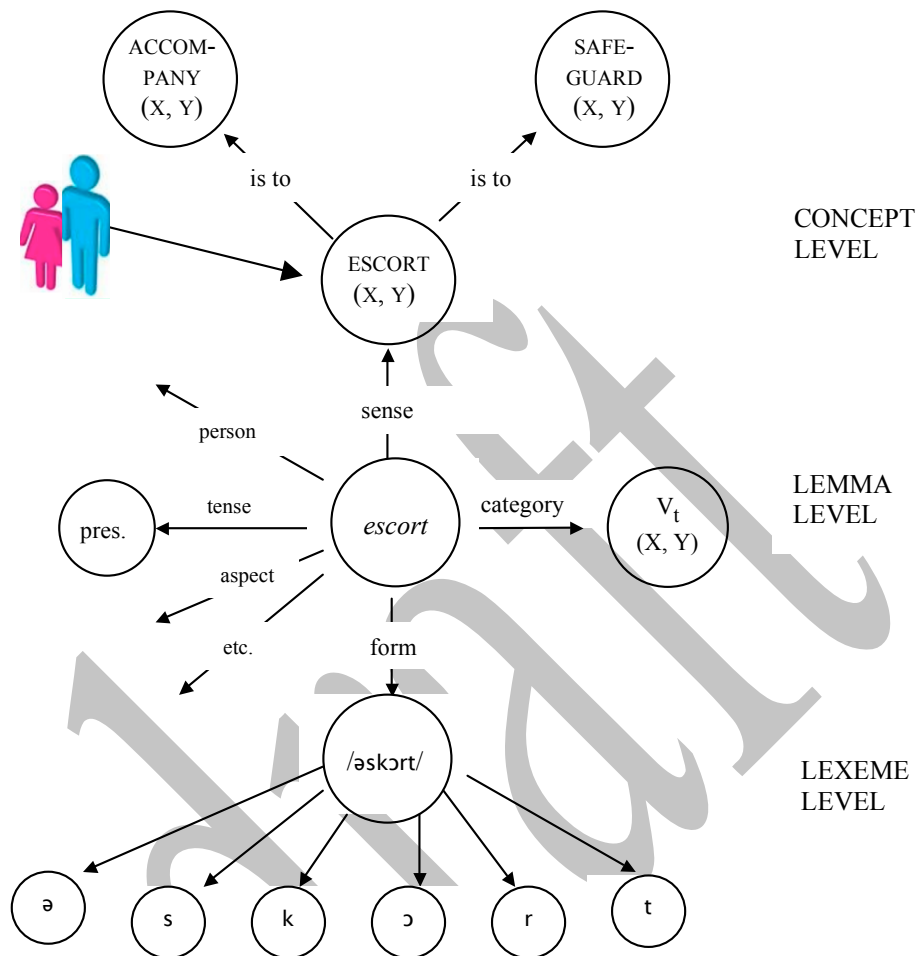 ACCOM-
PANY
(X, Y)
SAFE-
GUARD
(X, Y)
is to
is to
CONCEPT
LEVEL
ESCORT
(X, Y)
sense
person
LEMMA
LEVEL
tense
category
pres.
escort
Vt
(X, Y)
aspect
etc.
form
/əskɔrt/
LEXEME
LEVEL
ə
s
k
ɔ
r
t